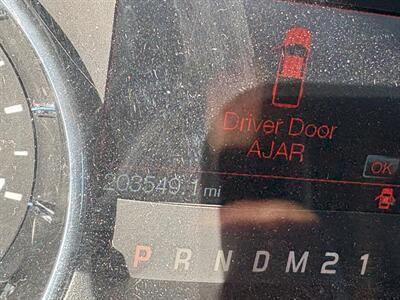 Driver Door
AJAR
OK
203549.1 mi
P R N D M 2 1